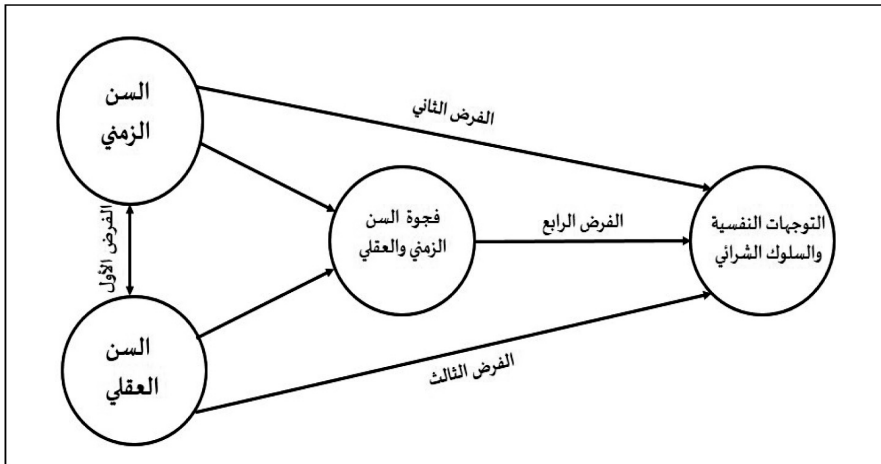 السن
الزمني
الفرض الثاني
الفرض الأول
فجوة السن
الزمني والعقلي
الفرض الرابع
التوجهات النفسية
والسلوك الشرائي
السن
العقلي
الفرض الثالث